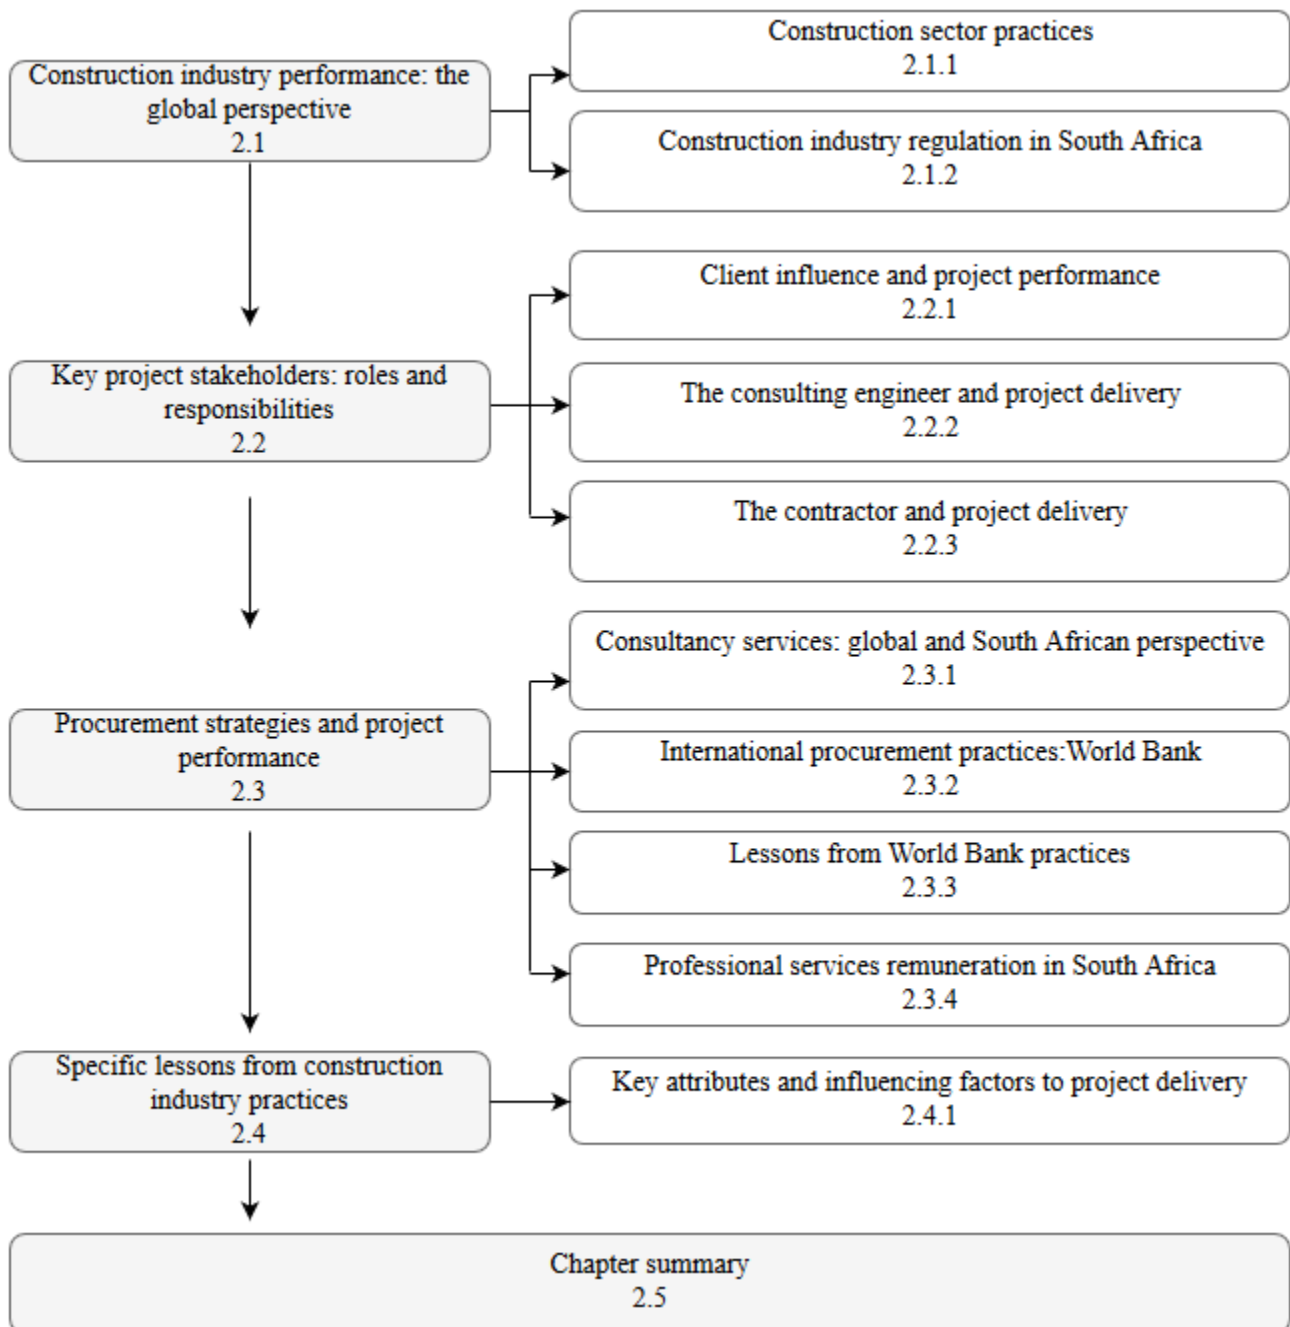 Construction industry performance: the
global perspective
2.1
Construction sector practices
2.1.1
Construction industry regulation in South Africa
2.1.2
Key project stakeholders: roles and
responsibilities
2.2
Client influence and project performance
2.2.1
The consulting engineer and project delivery
2.2.2
The contractor and project delivery
2.2.3
Procurement strategies and project
performance
2.3
Consultancy services: global and South African perspective
2.3.1
International procurement practices:World Bank
2.3.2
Lessons from World Bank practices
2.3.3
Professional services remuneration in South Africa
2.3.4
Specific lessons from construction
industry practices
2.4
Key attributes and influencing factors to project delivery
2.4.1
Chapter summary
2.5